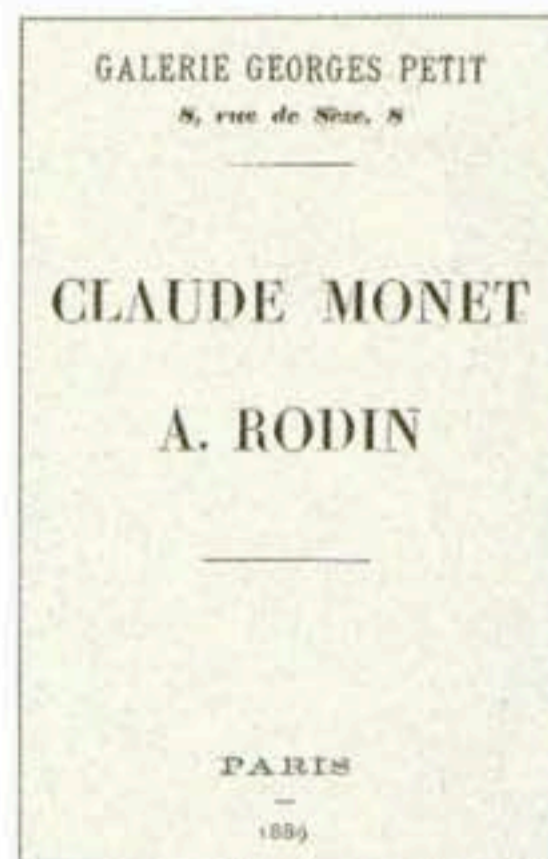 GALERIE GEORGES PETIT
8, rue de Sèze, 8
CLAUDE MONET
A. RODIN
PARIS
1889